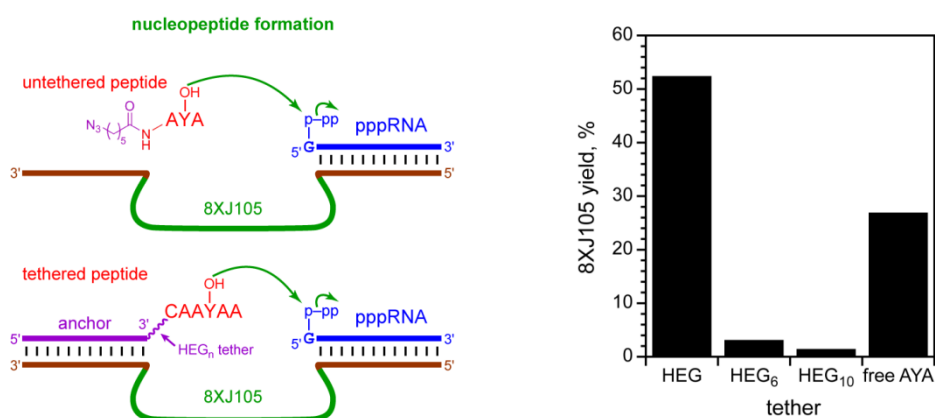 nucleopeptide formation
untethered peptide
OH
O
N3
( )5
N
H
AYA
p–pp
pppRNA
5' G
3'
3'
5'
8XJ105
tethered peptide
OH
CAAYAA
p–pp
pppRNA
anchor
3'
5'
5' G
3'
HEGn tether
3'
5'
8XJ105
8XJ105 yield, %
60
50
40
30
20
10
0
HEG
HEG6
HEG10
free AYA
tether